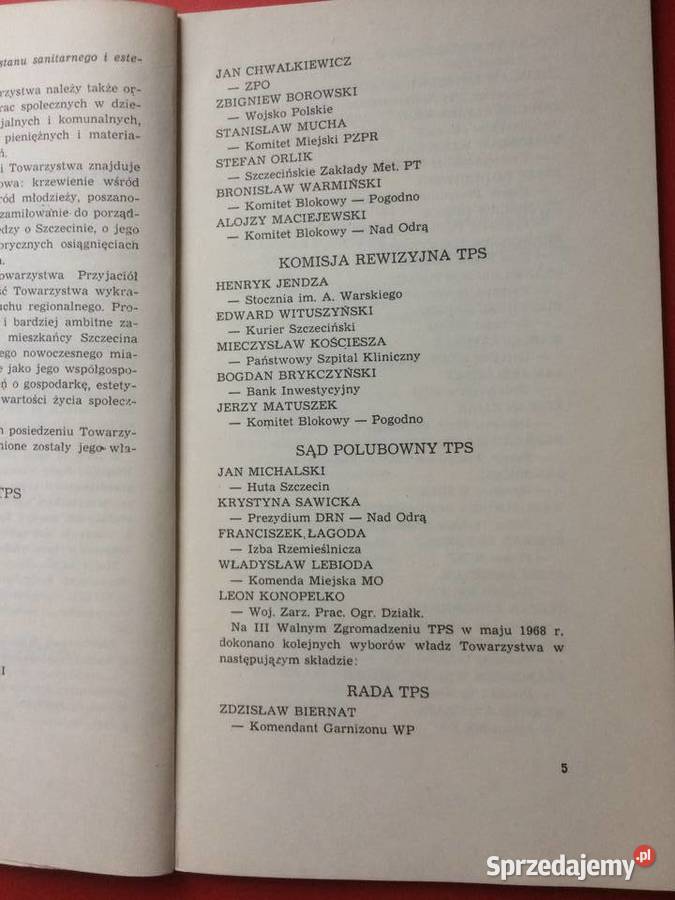 stanu sanitarnego i este-
rzystwa należy także or-
rac społecznych w dzie-
jalnych i komunalnych,
pieniężnych i materia-
ń.
i Towarzystwa znajduje
owa: krzewienie wśród
ród młodzieży, poszano-
zamiłowanie do porząd-
edzy o Szczecinie, o jego
orycznych osiągnięciach
a.
owarzystwa Przyjaciół
ść Towarzystwa wykra-
uchu regionalnego. Pro-
i bardziej ambitne za-
mieszkańcy Szczecina
ego nowoczesnego mia-
e jako jego współgospo-
eń o gospodarkę, estety-
wartości życia społecz-
m posiedzeniu Towarzy-
nione zostały jego wła-
TPS
I
JAN CHWALKIEWICZ
— ZPO
ZBIGNIEW BOROWSKI
— Wojsko Polskie
STANISŁAW MUCHA
— Komitet Miejski PZPR
STEFAN ORLIK
— Szczecińskie Zakłady Met. PT
BRONISŁAW WARMIŃSKI
— Komitet Blokowy — Pogodno
ALOJZY MACIEJEWSKI
— Komitet Blokowy — Nad Odrą
KOMISJA REWIZYJNA TPS
HENRYK JENDZA
— Stocznia im. A. Warskiego
EDWARD WITUSZYŃSKI
— Kurier Szczeciński
MIECZYSŁAW KOŚCIESZA
— Państwowy Szpital Kliniczny
BOGDAN BRYKCZYŃSKI
— Bank Inwestycyjny
JERZY MATUSZEK
— Komitet Blokowy — Pogodno
SĄD POLUBOWNY TPS
JAN MICHALSKI
— Huta Szczecin
KRYSTYNA SAWICKA
— Prezydium DRN — Nad Odrą
FRANCISZEK ŁAGODA
— Izba Rzemieślnicza
WŁADYSŁAW LEBIODA
— Komenda Miejska MO
LEON KONOPELKO
— Woj. Zarz. Prac. Ogr. Działk.
Na III Walnym Zgromadzeniu TPS w maju 1968 r.
dokonano kolejnych wyborów władz Towarzystwa w
następującym składzie:
RADA TPS
ZDZISŁAW BIERNAT
— Komendant Garnizonu WP
5
Sprzedajemy.pl